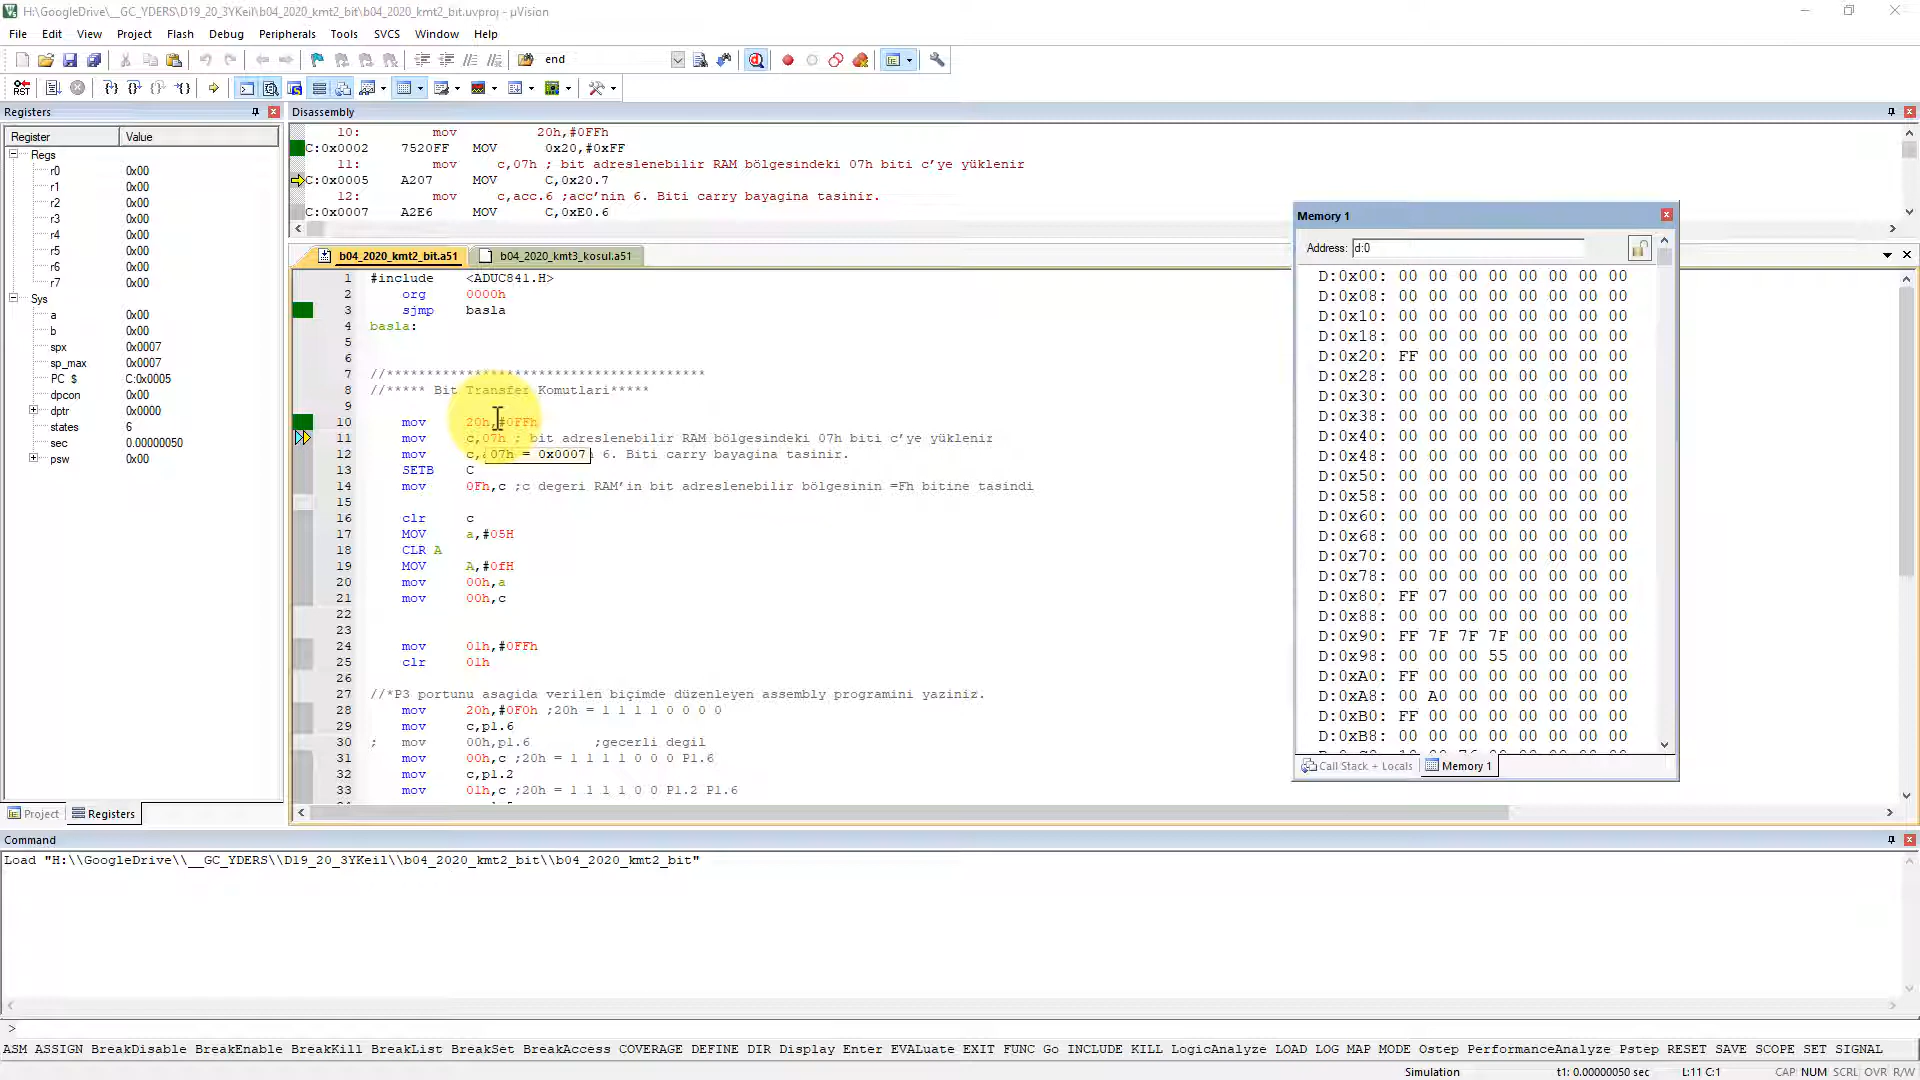 H:\GoogleDrive\__GC_YDERS\D19_20_3YKeil\b04_2020_kmt2_bit\b04_2020_kmt2_bit.uvproj - µVision
File Edit View Project Flash Debug Peripherals Tools SVCS Window Help
end
Registers
Register Value
Regs
r0 0x00
r1 0x00
r2 0x00
r3 0x00
r4 0x00
r5 0x00
r6 0x00
r7 0x00
Sys
a 0x00
b 0x00
spx 0x0007
sp_max 0x0007
PC $ C:0x0005
dpcon 0x00
dptr 0x0000
states 6
sec 0.00000050
psw 0x00
Project Registers
Disassembly
10: mov 20h,#0FFh
C:0x0002 7520FF MOV 0x20,#0xFF
11: mov c,07h ; bit adreslenebilir RAM bölgesindeki 07h biti c'ye yüklenir
C:0x0005 A207 MOV C,0x20.7
12: mov c,acc.6 ;acc'nin 6. Biti carry bayagina tasinir.
C:0x0007 A2E6 MOV C,0xE0.6
b04_2020_kmt2_bit.a51 b04_2020_kmt3_kosul.a51
1 #include <ADUC841.H>
2 org 0000h
3 sjmp basla
4 basla:
5
6
7 //****************************************
8 //***** Bit Transfer Komutlari*****
9
10 mov 20h,#0FFh
11 mov c,07h ; bit adreslenebilir RAM bölgesindeki 07h biti c'ye yüklenir
12 mov c, 07h = 0x0007 6. Biti carry bayagina tasinir.
13 SETB C
14 mov 0Fh,c ;c degeri RAM'in bit adreslenebilir bölgesinin =Fh bitine tasindi
15
16 clr c
17 MOV a,#05H
18 CLR A
19 MOV A,#0fH
20 mov 00h,a
21 mov 00h,c
22
23
24 mov 01h,#0FFh
25 clr 01h
26
27 //*P3 portunu asagida verilen biçimde düzenleyen assembly programini yaziniz.
28 mov 20h,#0F0h ;20h = 1 1 1 1 0 0 0 0
29 mov c,p1.6
30 ; mov 00h,p1.6 ;gecerli degil
31 mov 00h,c ;20h = 1 1 1 1 0 0 0 P1.6
32 mov c,p1.2
33 mov 01h,c ;20h = 1 1 1 1 0 0 P1.2 P1.6
Memory 1
Address: d:0
D:0x00: 00 00 00 00 00 00 00 00
D:0x08: 00 00 00 00 00 00 00 00
D:0x10: 00 00 00 00 00 00 00 00
D:0x18: 00 00 00 00 00 00 00 00
D:0x20: FF 00 00 00 00 00 00 00
D:0x28: 00 00 00 00 00 00 00 00
D:0x30: 00 00 00 00 00 00 00 00
D:0x38: 00 00 00 00 00 00 00 00
D:0x40: 00 00 00 00 00 00 00 00
D:0x48: 00 00 00 00 00 00 00 00
D:0x50: 00 00 00 00 00 00 00 00
D:0x58: 00 00 00 00 00 00 00 00
D:0x60: 00 00 00 00 00 00 00 00
D:0x68: 00 00 00 00 00 00 00 00
D:0x70: 00 00 00 00 00 00 00 00
D:0x78: 00 00 00 00 00 00 00 00
D:0x80: FF 07 00 00 00 00 00 00
D:0x88: 00 00 00 00 00 00 00 00
D:0x90: FF 7F 7F 7F 00 00 00 00
D:0x98: 00 00 00 55 00 00 00 00
D:0xA0: FF 00 00 00 00 00 00 00
D:0xA8: 00 A0 00 00 00 00 00 00
D:0xB0: FF 00 00 00 00 00 00 00
D:0xB8: 00 00 00 00 00 00 00 00
Call Stack + Locals Memory 1
Command
Load "H:\\GoogleDrive\\__GC_YDERS\\D19_20_3YKeil\\b04_2020_kmt2_bit\\b04_2020_kmt2_bit"
>
ASM ASSIGN BreakDisable BreakEnable BreakKill BreakList BreakSet BreakAccess COVERAGE DEFINE DIR Display Enter EVALuate EXIT FUNC Go INCLUDE KILL LogicAnalyze LOAD LOG MAP MODE Ostep PerformanceAnalyze Pstep RESET SAVE SCOPE SET SIGNAL
Simulation t1: 0.00000050 sec L:11 C:1 CAP NUM SCRL OVR R/W